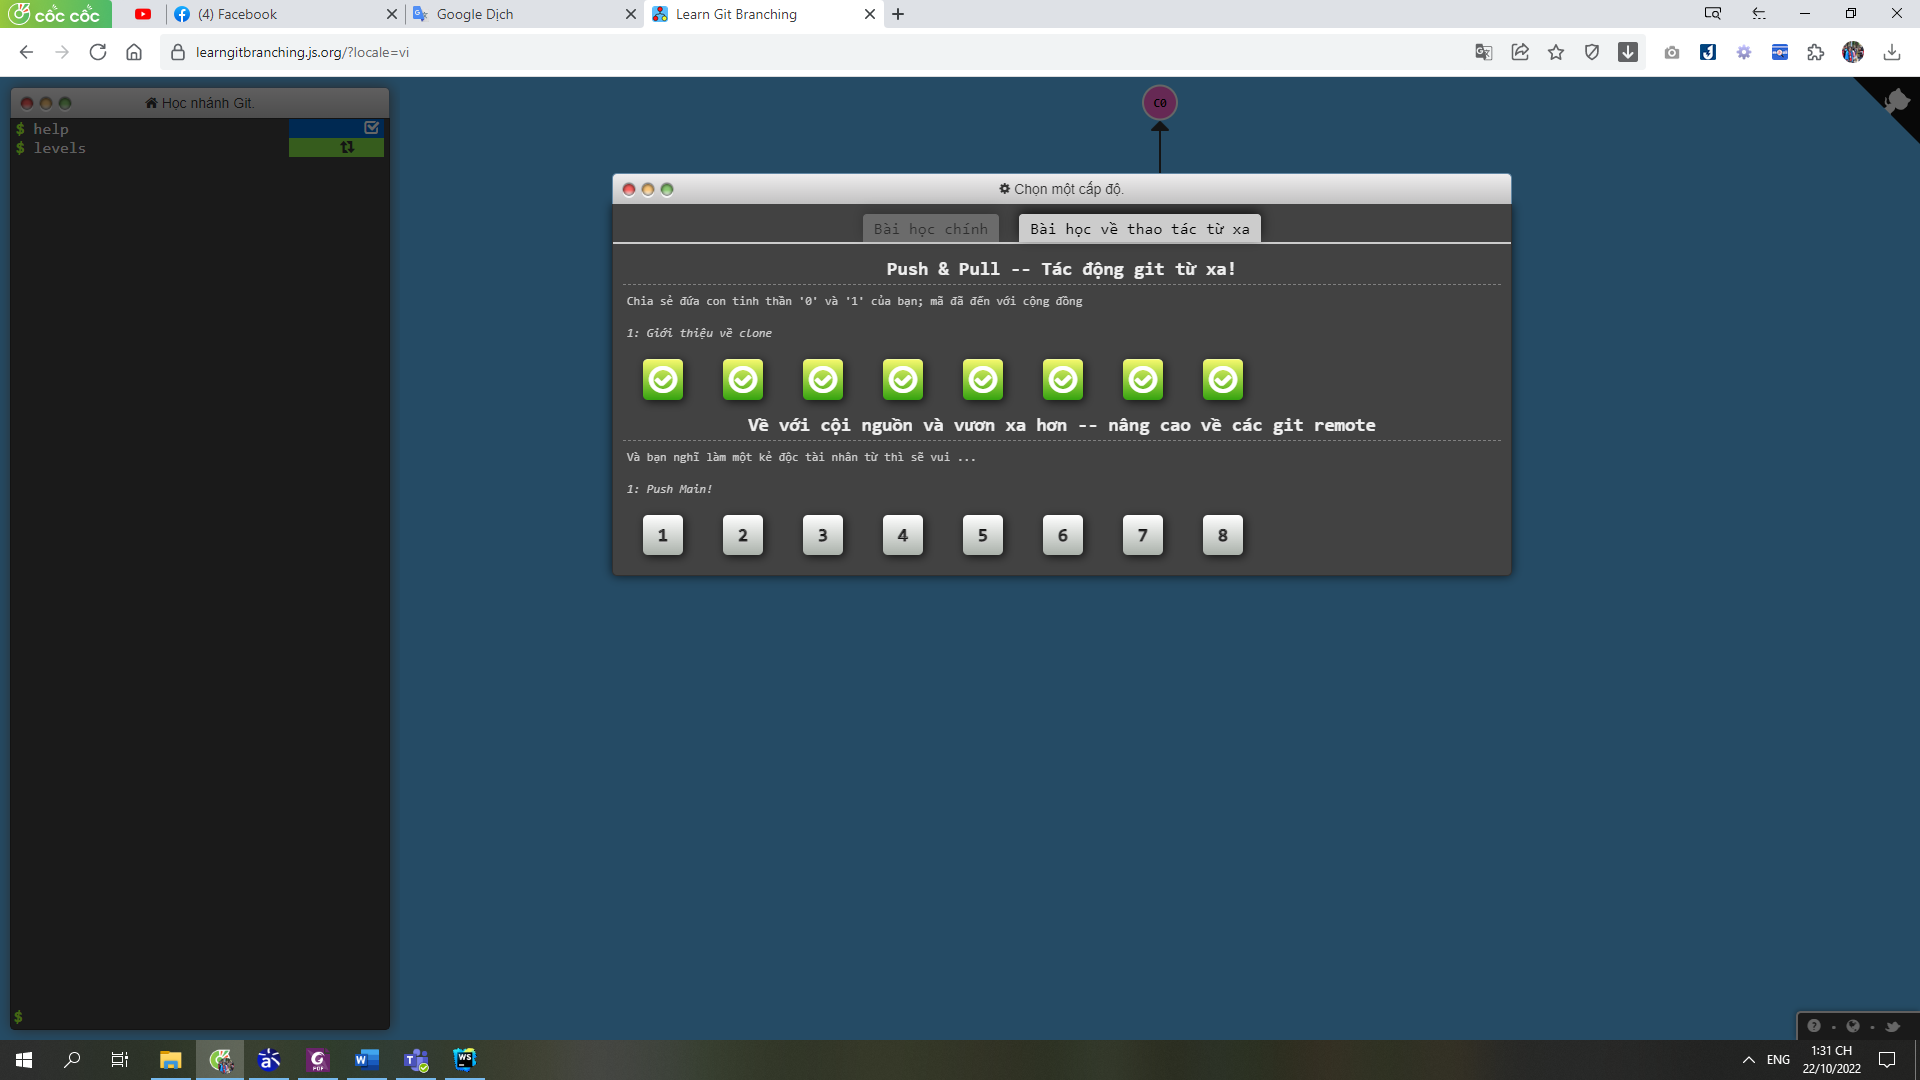 cốc cốc
(4) Facebook
Google Dịch
Learn Git Branching
learngitbranching.js.org/?locale=vi
Học nhánh Git.
$ help
$ levels
$
C0
Chọn một cấp độ.
Bài học chính
Bài học về thao tác từ xa
Push & Pull -- Tác động git từ xa!
Chia sẻ đứa con tinh thần '0' và '1' của bạn; mã đã đến với cộng đồng
1: Giới thiệu về clone
Về với cội nguồn và vươn xa hơn -- nâng cao về các git remote
Và bạn nghĩ làm một kẻ độc tài nhân từ thì sẽ vui ...
1: Push Main!
1 2 3 4 5 6 7 8
ENG
1:31 CH
22/10/2022